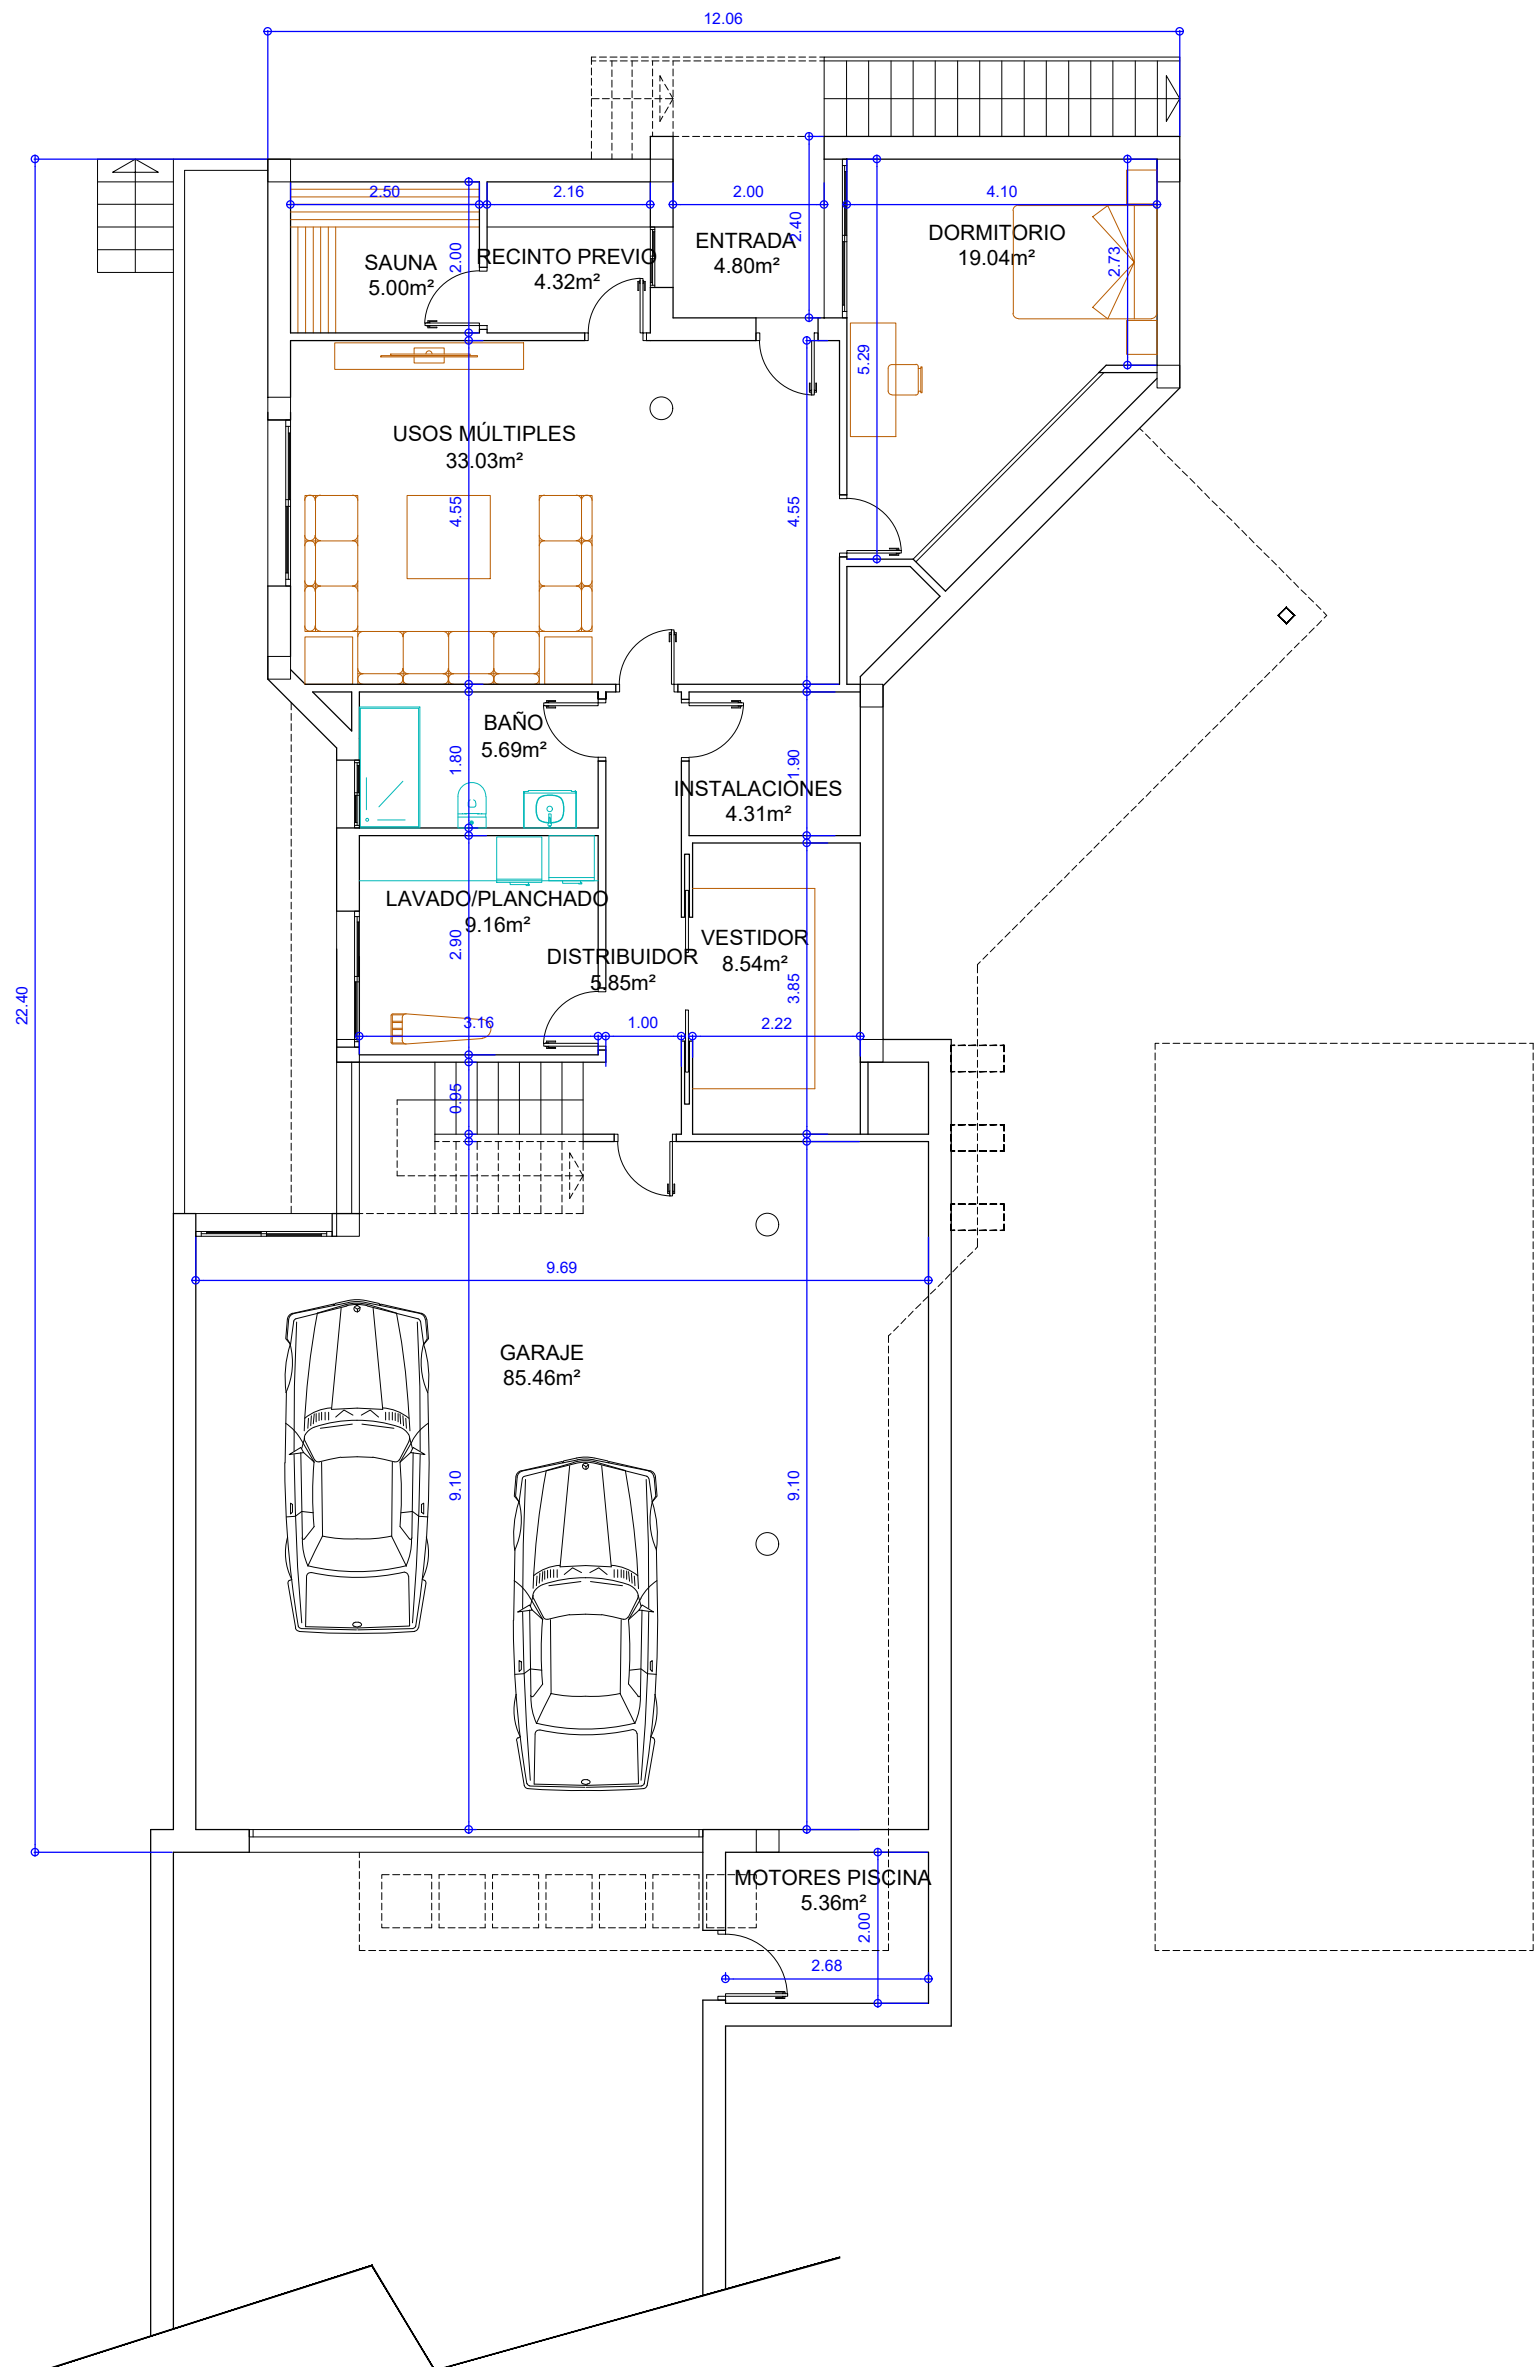 12.06
2.50
2.16
2.00
4.10
2.40
ENTRADA
4.80m²
DORMITORIO
19.04m²
2.73
SAUNA
5.00m²
2.00
RECINTO PREVIO
4.32m²
5.29
USOS MÚLTIPLES
33.03m²
4.55
4.55
BAÑO
5.69m²
1.80
1.90
INSTALACIONES
4.31m²
LAVADO/PLANCHADO
9.16m²
2.90
DISTRIBUIDOR
5.85m²
VESTIDOR
8.54m²
3.85
22.40
3.16
1.00
2.22
0.95
9.69
GARAJE
85.46m²
9.10
9.10
MOTORES PISCINA
5.36m²
2.00
2.68